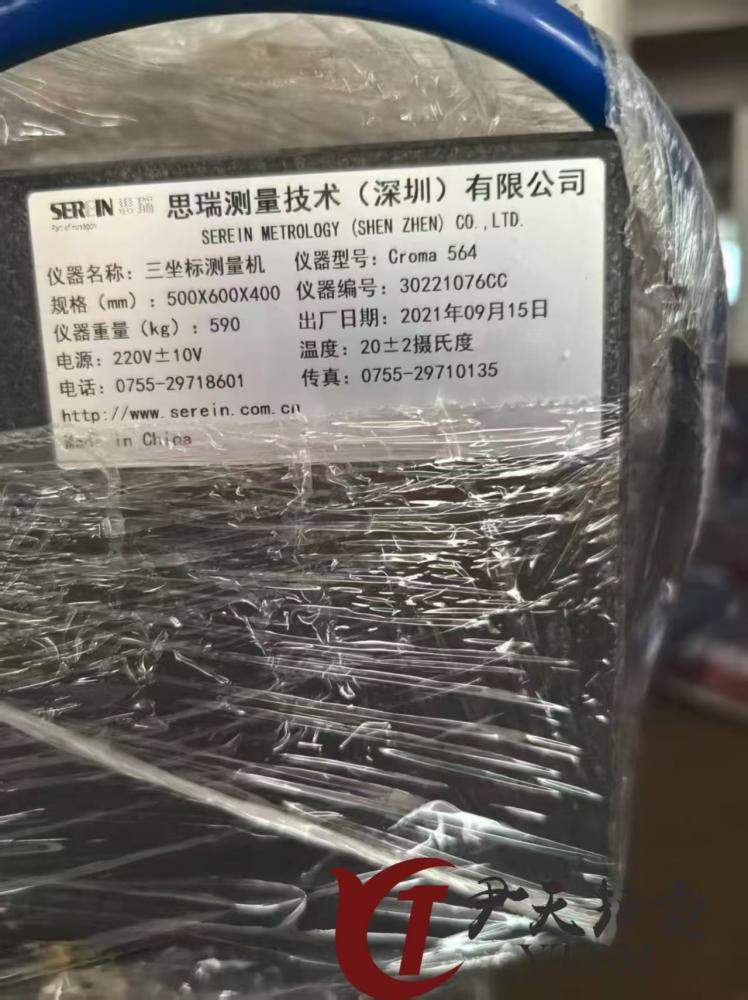 SEREIN 思瑞
Part of Hexagon
思瑞测量技术（深圳）有限公司
SEREIN METROLOGY (SHEN ZHEN) CO.,LTD.
仪器名称：三坐标测量机 仪器型号：Croma 564
规格（mm）：500X600X400 仪器编号：30221076CC
仪器重量（kg）：590 出厂日期：2021年09月15日
电源：220V±10V 温度：20±2摄氏度
电话：0755-29718601 传真：0755-29710135
http://www.serein.com.cn
Made in China